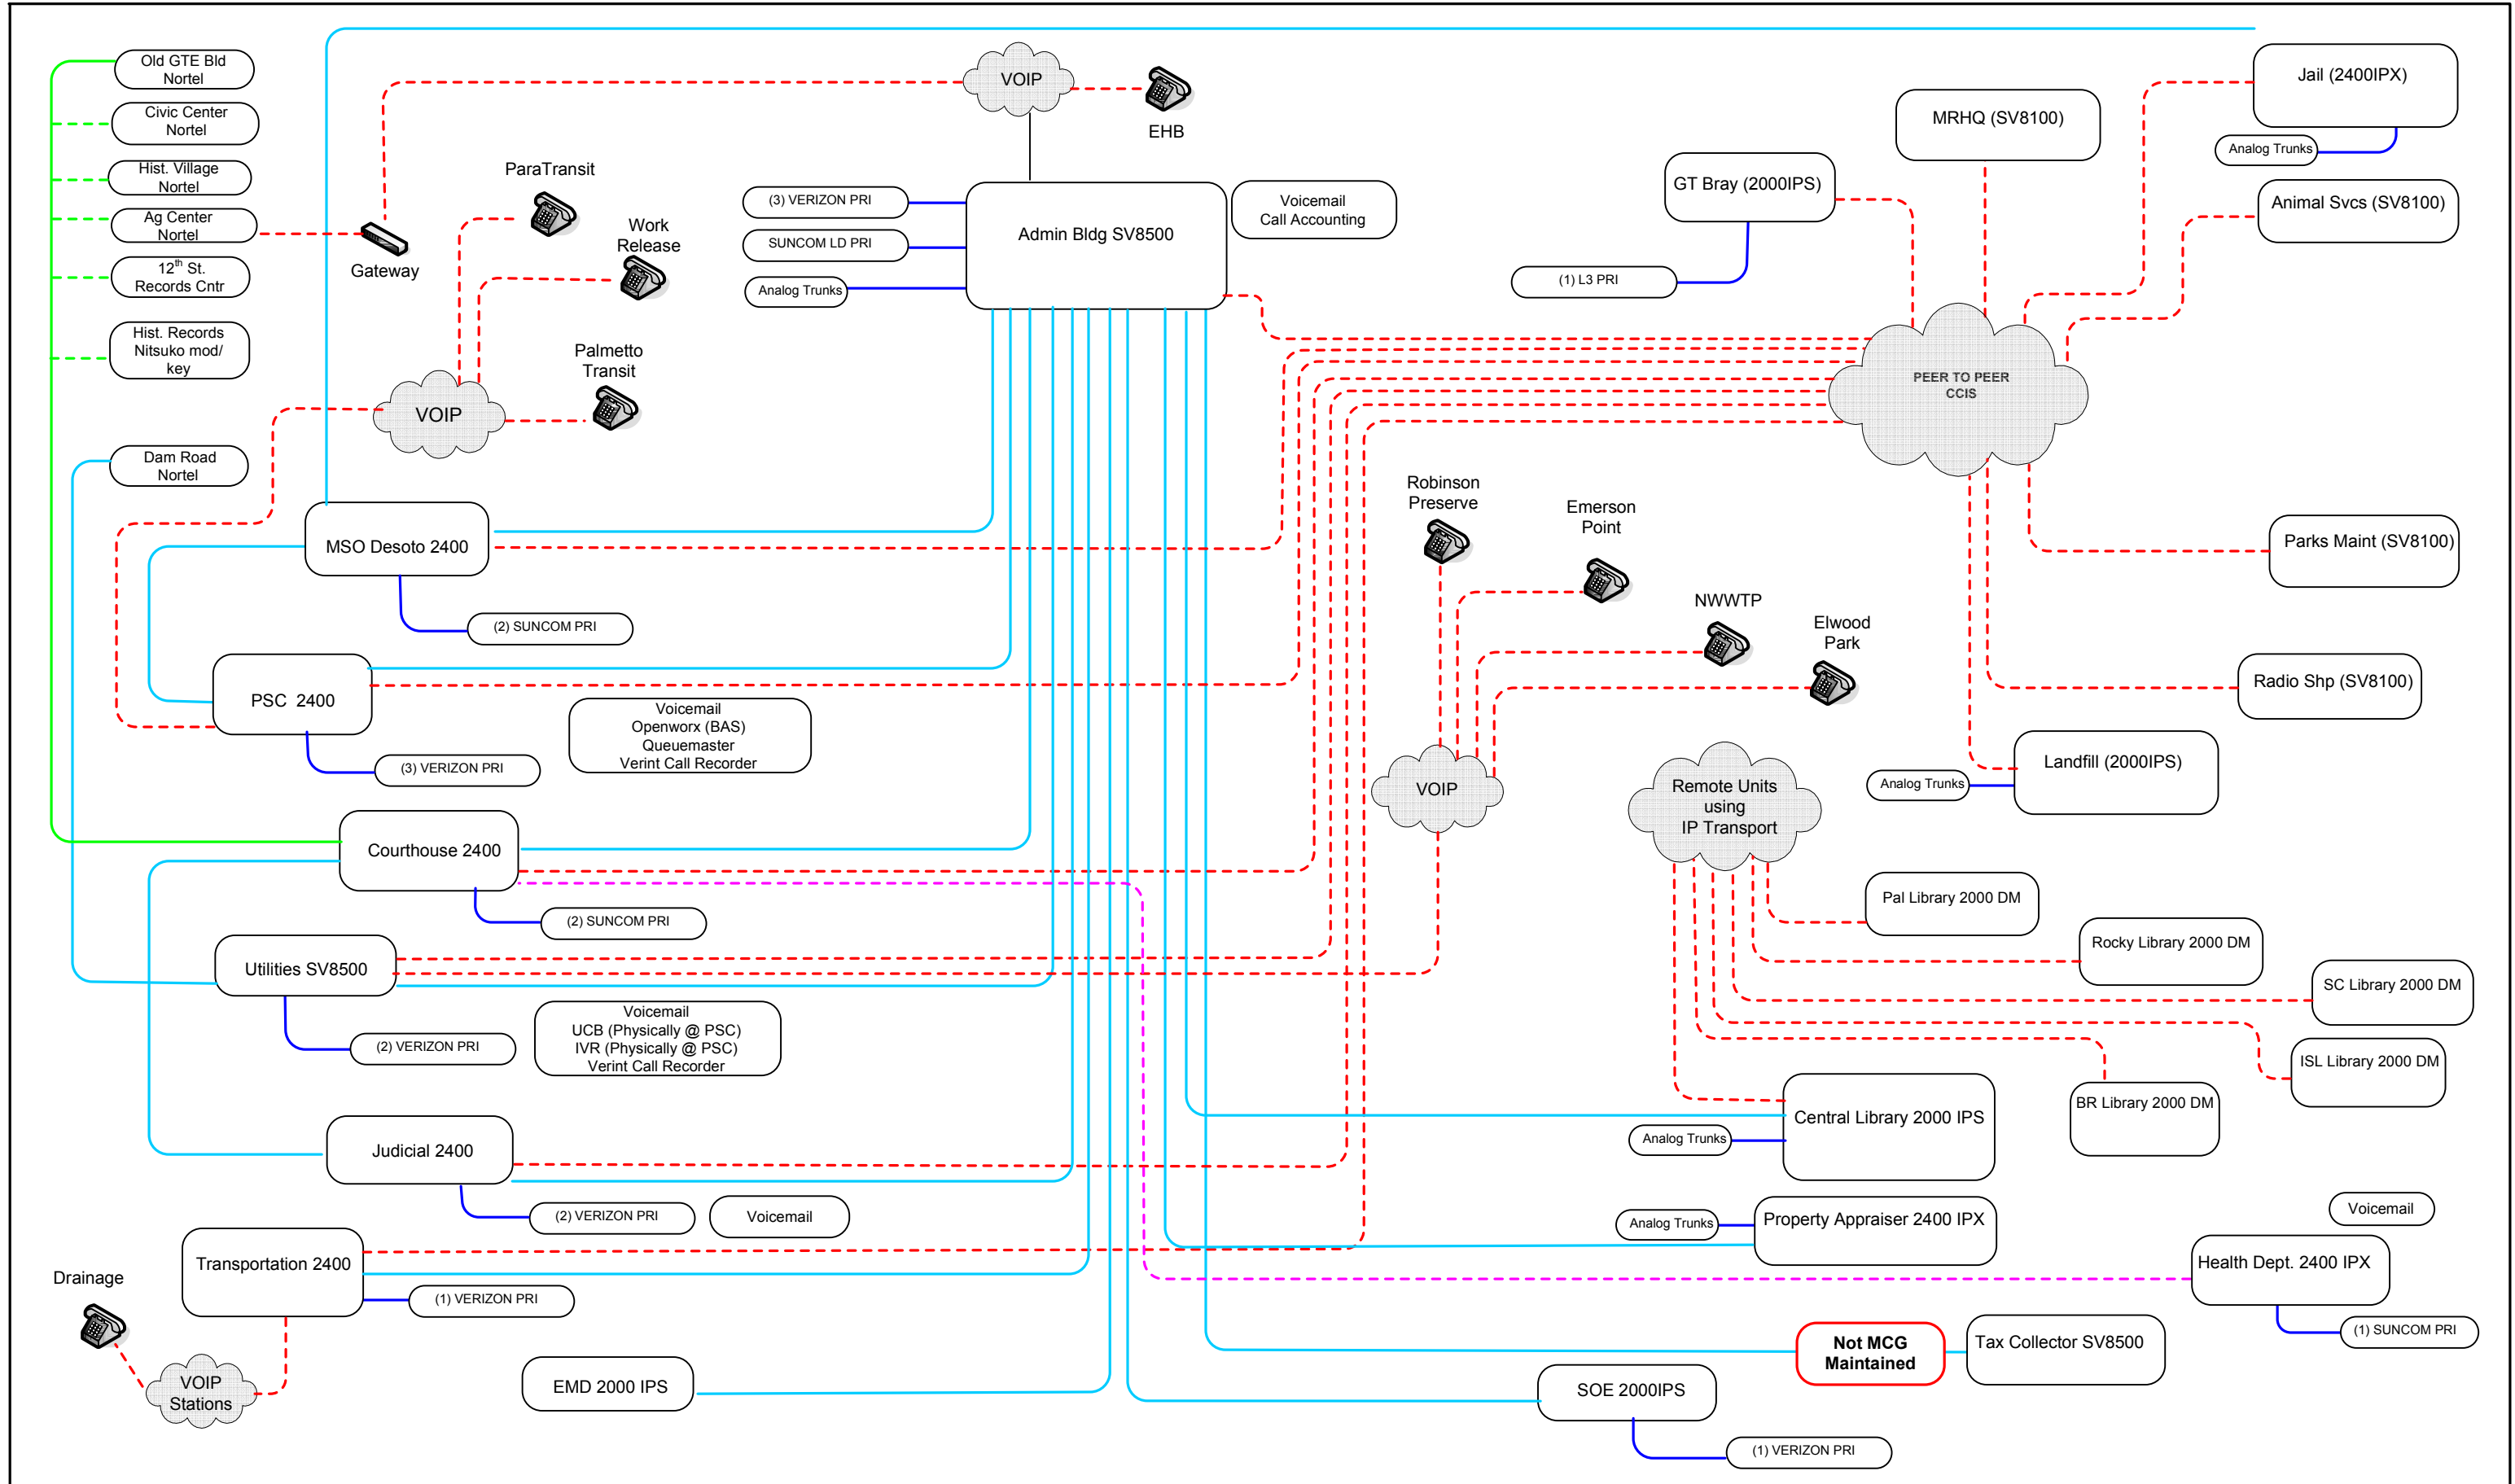 Old GTE Bld
Nortel
Civic Center
Nortel
Hist. Village
Nortel
Ag Center
Nortel
12th St.
Records Cntr
Hist. Records
Nitsuko mod/
key
Dam Road
Nortel
Gateway
ParaTransit
Work
Release
Palmetto
Transit
VOIP
VOIP
EHB
(3) VERIZON PRI
SUNCOM LD PRI
Analog Trunks
Admin Bldg SV8500
Voicemail
Call Accounting
GT Bray (2000IPS)
(1) L3 PRI
MRHQ (SV8100)
Jail (2400IPX)
Analog Trunks
Animal Svcs (SV8100)
PEER TO PEER
CCIS
Parks Maint (SV8100)
Radio Shp (SV8100)
Landfill (2000IPS)
Analog Trunks
MSO Desoto 2400
(2) SUNCOM PRI
PSC  2400
(3) VERIZON PRI
Voicemail
Openworx (BAS)
Queuemaster
Verint Call Recorder
Robinson
Preserve
Emerson
Point
NWWTP
Elwood
Park
VOIP
Remote Units
using
IP Transport
Courthouse 2400
(2) SUNCOM PRI
Utilities SV8500
(2) VERIZON PRI
Voicemail
UCB (Physically @ PSC)
IVR (Physically @ PSC)
Verint Call Recorder
Pal Library 2000 DM
Rocky Library 2000 DM
SC Library 2000 DM
ISL Library 2000 DM
BR Library 2000 DM
Central Library 2000 IPS
Analog Trunks
Judicial 2400
(2) VERIZON PRI
Voicemail
Analog Trunks
Property Appraiser 2400 IPX
Voicemail
Health Dept. 2400 IPX
(1) SUNCOM PRI
Transportation 2400
(1) VERIZON PRI
Drainage
VOIP
Stations
EMD 2000 IPS
Not MCG
Maintained
Tax Collector SV8500
SOE 2000IPS
(1) VERIZON PRI